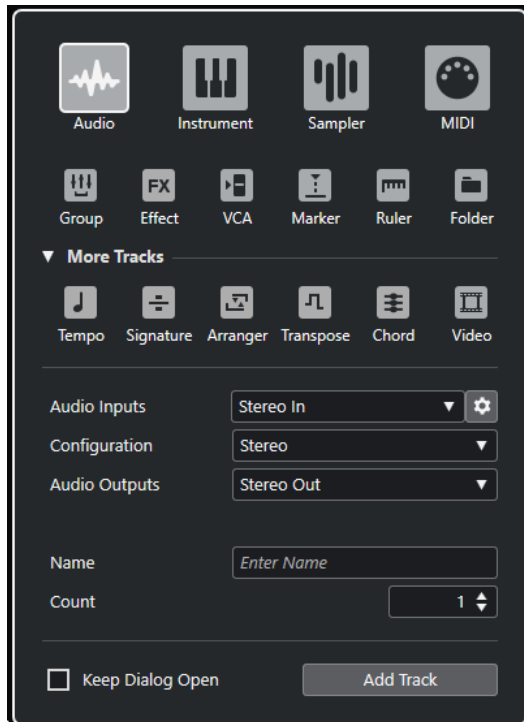 Audio Instrument Sampler MIDI
FX
Group Effect VCA Marker Ruler Folder
▼ More Tracks
Tempo Signature Arranger Transpose Chord Video
Audio Inputs Stereo In
Configuration Stereo
Audio Outputs Stereo Out
Name Enter Name
Count 1
Keep Dialog Open Add Track